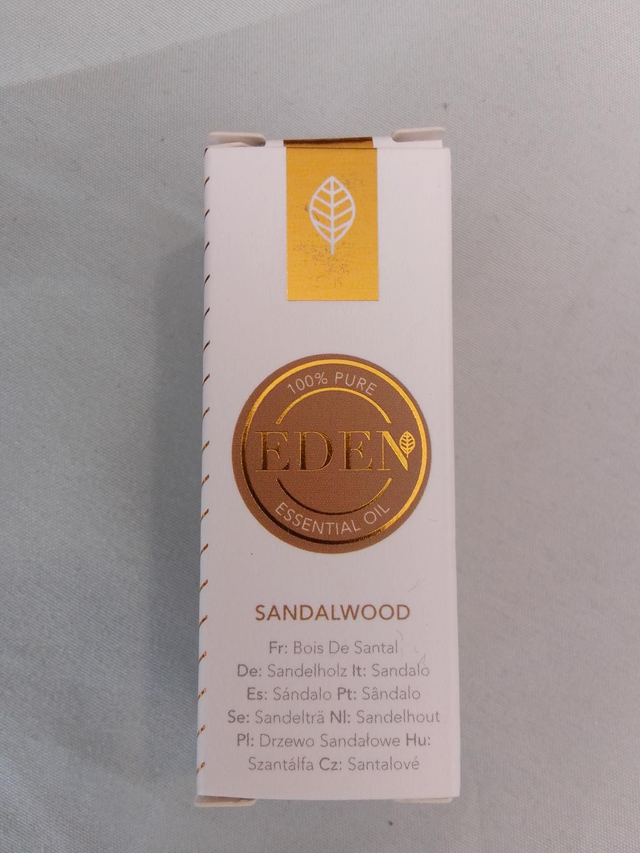 100% PURE
EDEN
ESSENTIAL OIL
SANDALWOOD
Fr: Bois De Santal
De: Sandelholz It: Sandalo
Es: Sándalo Pt: Sândalo
Se: Sandelträ Nl: Sandelhout
Pl: Drzewo Sandałowe Hu:
Szantálfa Cz: Santalové